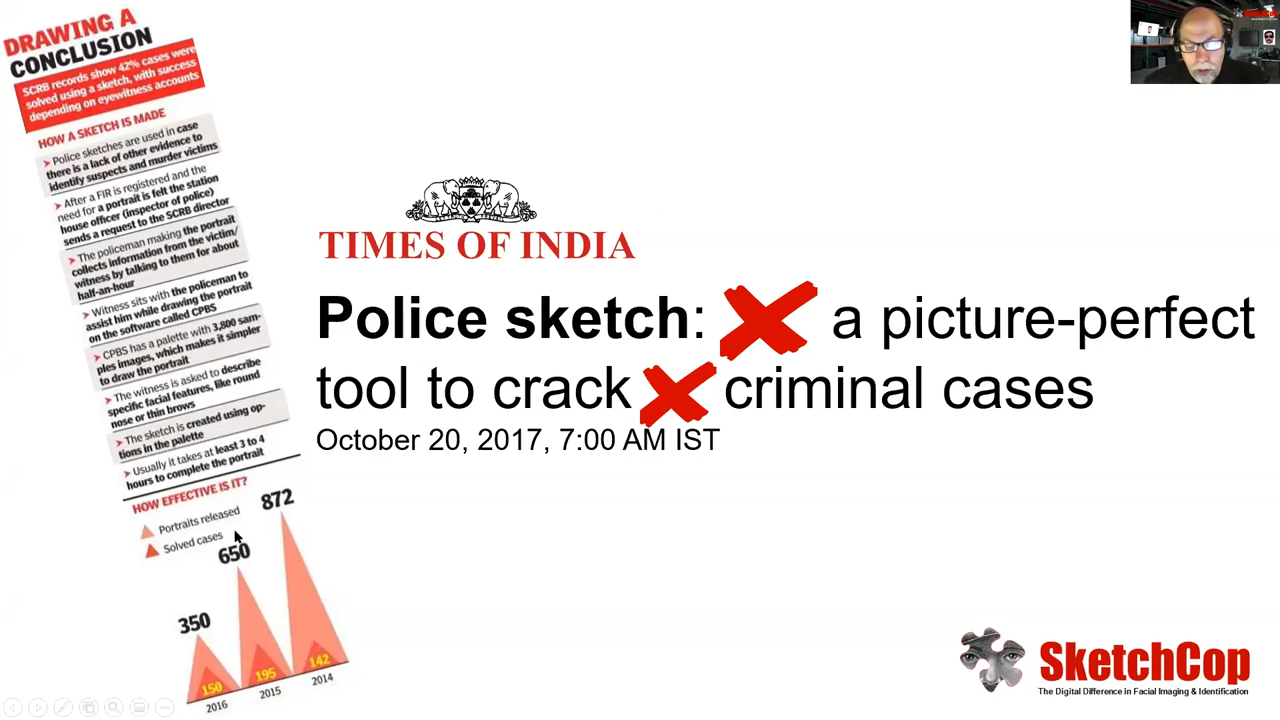 DRAWING A
CONCLUSION
SCRB records show 42% cases were
solved using a sketch, with success
depending on eyewitness accounts
HOW A SKETCH IS MADE
➤ Police sketches are used in case
there is a lack of other evidence to
identify suspects and murder victims
➤ After a FIR is registered and the
need for a portrait is felt the station
house officer (inspector of police)
sends a request to the SCRB director
➤ The policeman making the portrait
collects information from the victim/
witness by talking to them for about
half-an-hour
➤ Witness sits with the policeman to
assist him while drawing the portrait
on the software called CPBS
➤ CPBS has a palette with 3,800 sam-
ples images, which makes it simpler
to draw the portrait
➤ The witness is asked to describe
specific facial features, like round
nose or thin brows
➤ The sketch is created using op-
tions in the palette
➤ Usually it takes at least 3 to 4
hours to complete the portrait
HOW EFFECTIVE IS IT?
Portraits released
Solved cases
872
650
350
150
195
142
2016
2015
2014
TIMES OF INDIA
Police sketch: a picture-perfect
tool to crack criminal cases
October 20, 2017, 7:00 AM IST
SketchCop
The Digital Difference in Facial Imaging & Identification